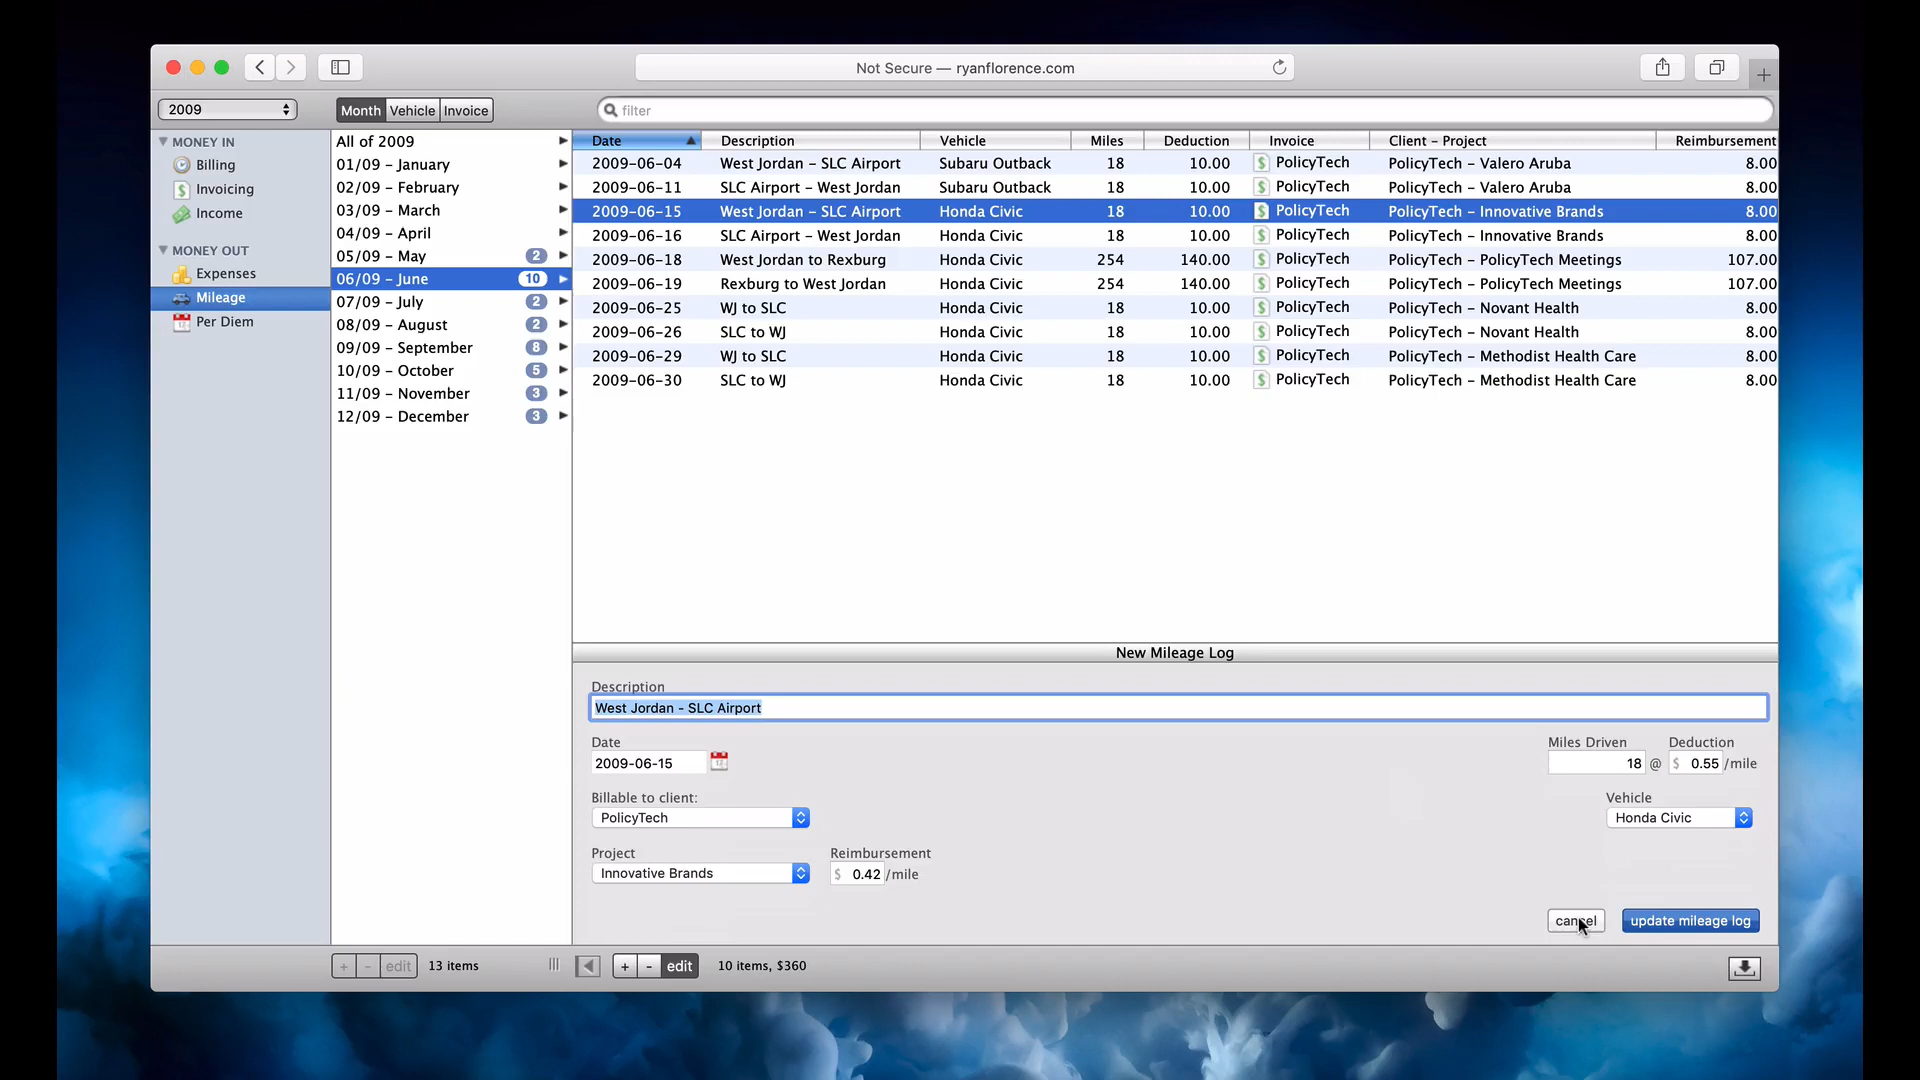 Not Secure — ryanflorence.com
2009
Month Vehicle Invoice
filter
MONEY IN
Billing
Invoicing
Income
MONEY OUT
Expenses
Mileage
Per Diem
All of 2009
01/09 – January
02/09 – February
03/09 – March
04/09 – April
05/09 – May 2
06/09 – June 10
07/09 – July 2
08/09 – August 2
09/09 – September 8
10/09 – October 5
11/09 – November 3
12/09 – December 3
Date Description Vehicle Miles Deduction Invoice Client – Project Reimbursement
2009-06-04 West Jordan – SLC Airport Subaru Outback 18 10.00 $ PolicyTech PolicyTech – Valero Aruba 8.00
2009-06-11 SLC Airport – West Jordan Subaru Outback 18 10.00 $ PolicyTech PolicyTech – Valero Aruba 8.00
2009-06-15 West Jordan – SLC Airport Honda Civic 18 10.00 $ PolicyTech PolicyTech – Innovative Brands 8.00
2009-06-16 SLC Airport – West Jordan Honda Civic 18 10.00 $ PolicyTech PolicyTech – Innovative Brands 8.00
2009-06-18 West Jordan to Rexburg Honda Civic 254 140.00 $ PolicyTech PolicyTech – PolicyTech Meetings 107.00
2009-06-19 Rexburg to West Jordan Honda Civic 254 140.00 $ PolicyTech PolicyTech – PolicyTech Meetings 107.00
2009-06-25 WJ to SLC Honda Civic 18 10.00 $ PolicyTech PolicyTech – Novant Health 8.00
2009-06-26 SLC to WJ Honda Civic 18 10.00 $ PolicyTech PolicyTech – Novant Health 8.00
2009-06-29 WJ to SLC Honda Civic 18 10.00 $ PolicyTech PolicyTech – Methodist Health Care 8.00
2009-06-30 SLC to WJ Honda Civic 18 10.00 $ PolicyTech PolicyTech – Methodist Health Care 8.00
New Mileage Log
Description
West Jordan - SLC Airport
Date Miles Driven Deduction
2009-06-15 18 @ $ 0.55 /mile
Billable to client: Vehicle
PolicyTech Honda Civic
Project Reimbursement
Innovative Brands $ 0.42 /mile
cancel update mileage log
+ - edit 13 items + - edit 10 items, $360